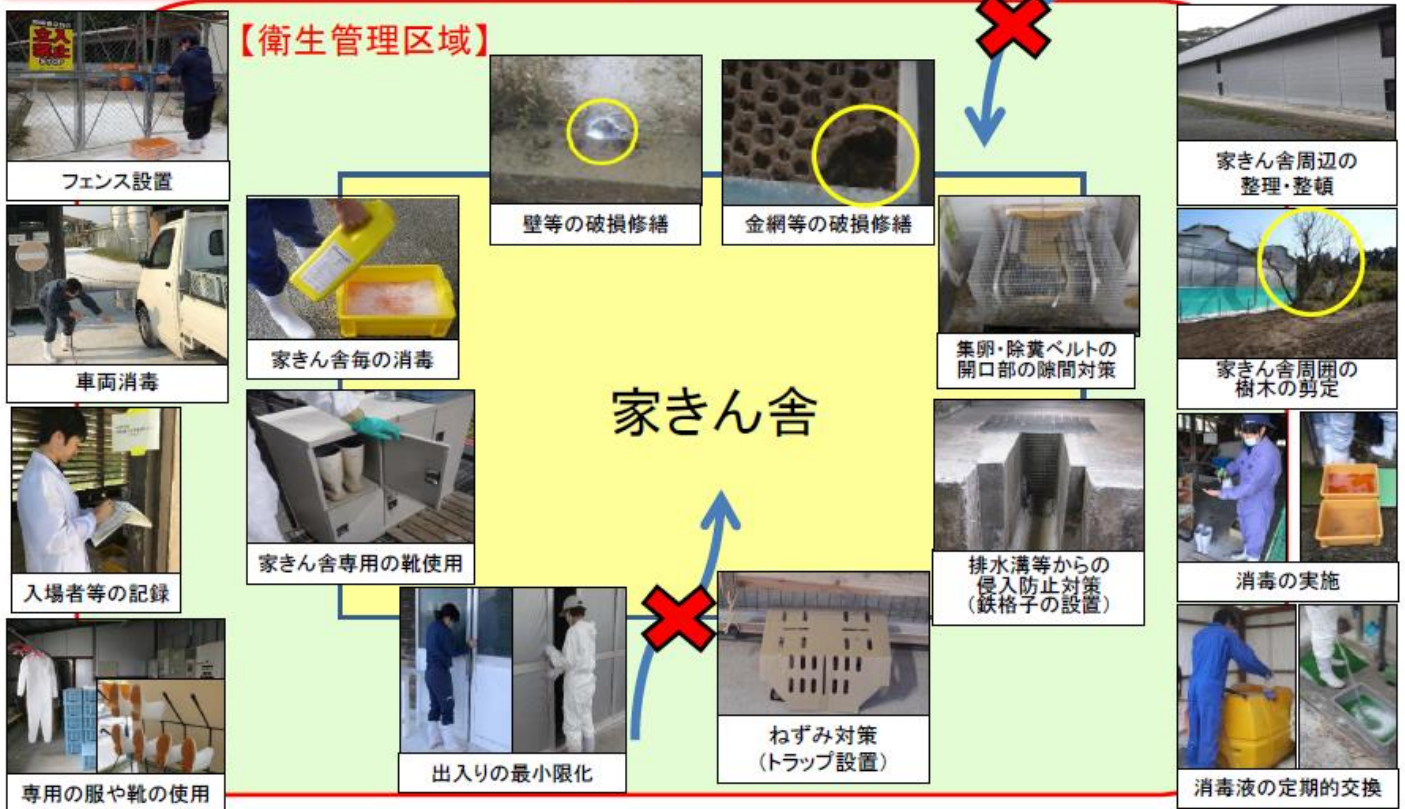 【衛生管理区域】
立入
禁止
フェンス設置
壁等の破損修繕
金網等の破損修繕
家きん舎周辺の
整理・整頓
車両消毒
家きん舎毎の消毒
集卵・除糞ベルトの
開口部の隙間対策
家きん舎周囲の
樹木の剪定
家きん舎
入場者等の記録
家きん舎専用の靴使用
排水溝等からの
侵入防止対策
(鉄格子の設置)
消毒の実施
専用の服や靴の使用
出入りの最小限化
ねずみ対策
(トラップ設置)
消毒液の定期的交換